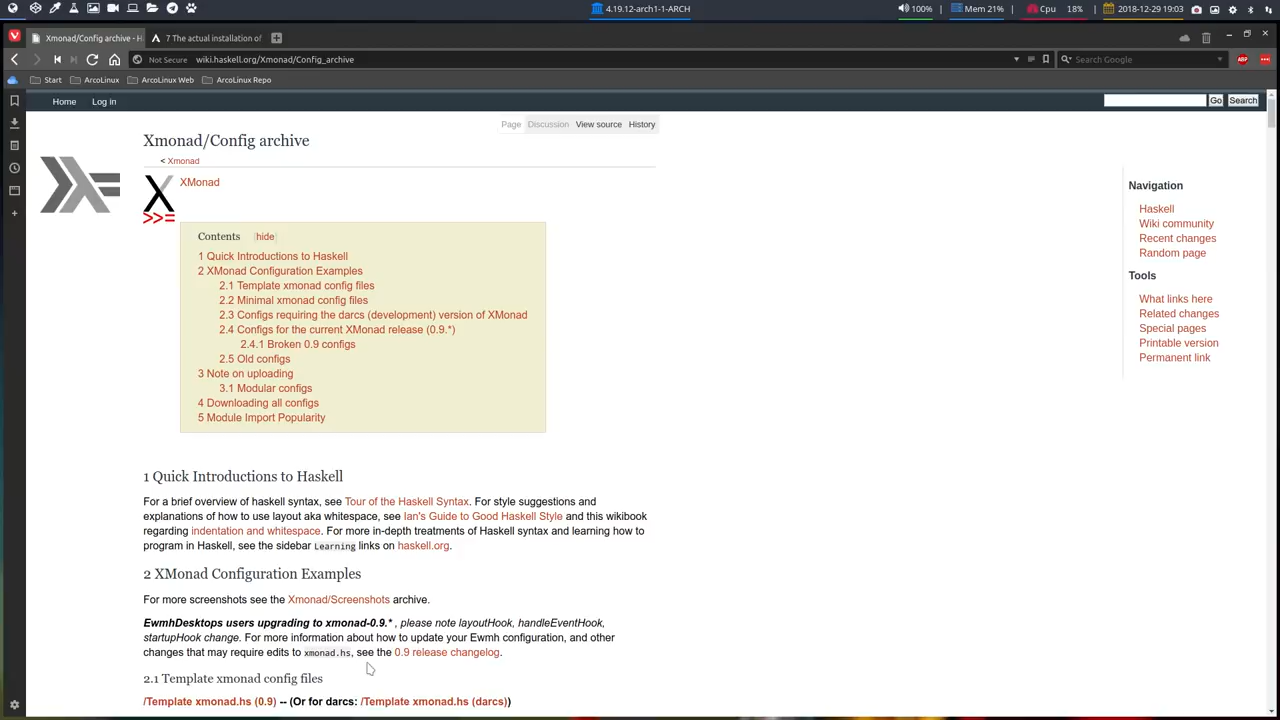 4.19.12-arch1-1-ARCH
100%
Mem 21%
Cpu 18%
2018-12-29 19:03
Xmonad/Config archive - H
7 The actual installation of
Not Secure
wiki.haskell.org/Xmonad/Config_archive
Search Google
ABP
Start
ArcoLinux
ArcoLinux Web
ArcoLinux Repo
Home
Log in
Go
Search
Page
Discussion
View source
History
Xmonad/Config archive
< Xmonad
XMonad
Contents [hide]
1 Quick Introductions to Haskell
2 XMonad Configuration Examples
2.1 Template xmonad config files
2.2 Minimal xmonad config files
2.3 Configs requiring the darcs (development) version of XMonad
2.4 Configs for the current XMonad release (0.9.*)
2.4.1 Broken 0.9 configs
2.5 Old configs
3 Note on uploading
3.1 Modular configs
4 Downloading all configs
5 Module Import Popularity
1 Quick Introductions to Haskell
For a brief overview of haskell syntax, see Tour of the Haskell Syntax. For style suggestions and
explanations of how to use layout aka whitespace, see Ian's Guide to Good Haskell Style and this wikibook
regarding indentation and whitespace. For more in-depth treatments of Haskell syntax and learning how to
program in Haskell, see the sidebar Learning links on haskell.org.
2 XMonad Configuration Examples
For more screenshots see the Xmonad/Screenshots archive.
EwmhDesktops users upgrading to xmonad-0.9.* , please note layoutHook, handleEventHook,
startupHook change. For more information about how to update your Ewmh configuration, and other
changes that may require edits to xmonad.hs, see the 0.9 release changelog.
2.1 Template xmonad config files
/Template xmonad.hs (0.9) -- (Or for darcs: /Template xmonad.hs (darcs))
Navigation
Haskell
Wiki community
Recent changes
Random page
Tools
What links here
Related changes
Special pages
Printable version
Permanent link